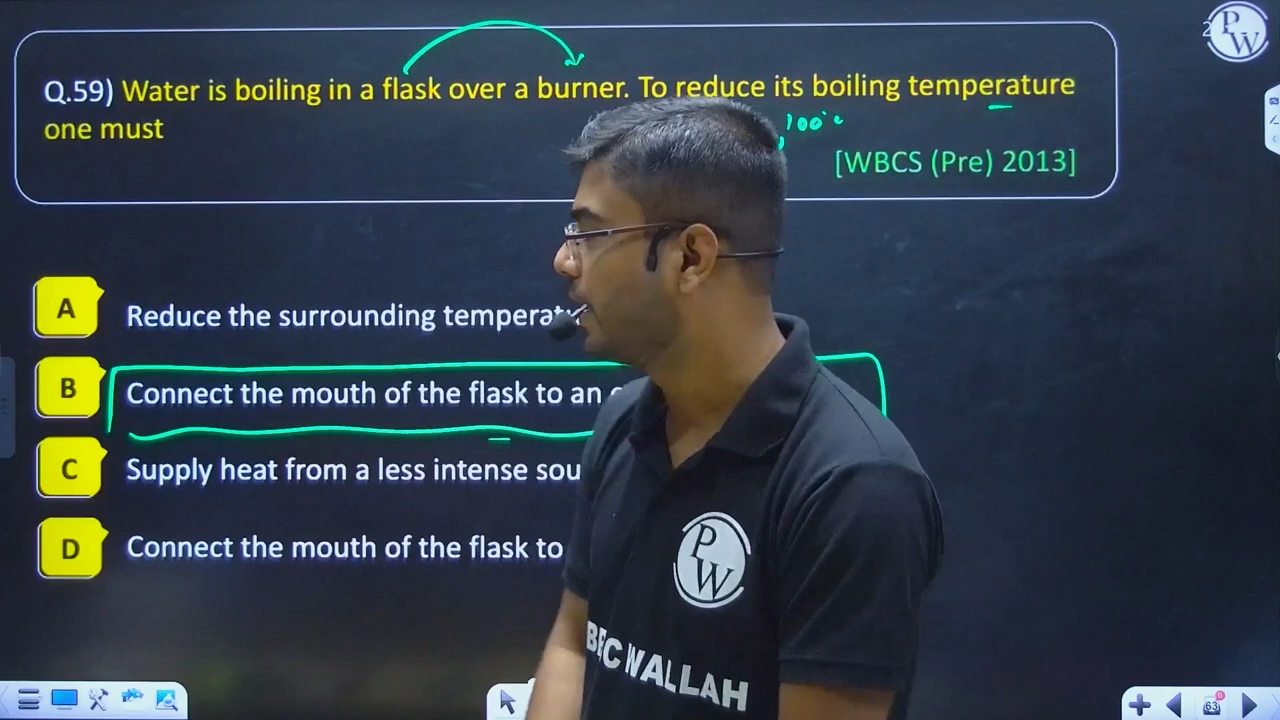 Q.59) Water is boiling in a flask over a burner. To reduce its boiling temperature
one must
100°c
[WBCS (Pre) 2013]
A Reduce the surrounding
B Connect the mouth of the flask to an
C Supply heat from a less intense
D Connect the mouth of the flask to
PW
PW
WALLAH
63